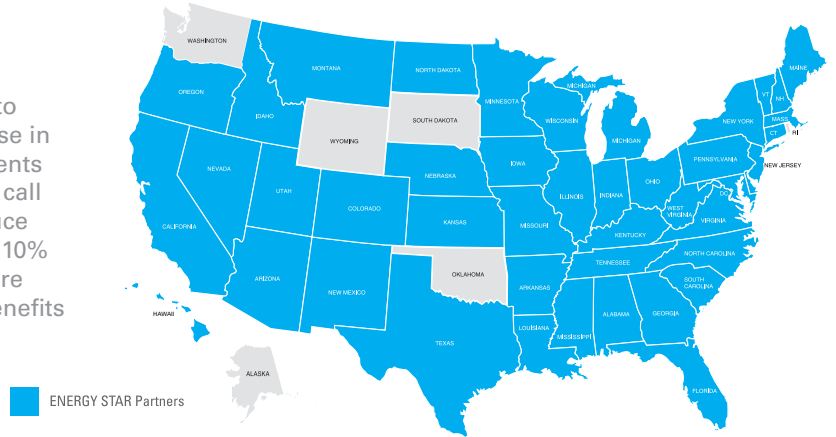 to
se in
ents
call
uce
10%
re
enefits
WASHINGTON
OREGON
CALIFORNIA
NEVADA
IDAHO
MONTANA
WYOMING
UTAH
ARIZONA
COLORADO
NEW MEXICO
NORTH DAKOTA
SOUTH DAKOTA
NEBRASKA
KANSAS
OKLAHOMA
TEXAS
MINNESOTA
IOWA
MISSOURI
ARKANSAS
LOUISIANA
WISCONSIN
ILLINOIS
MICHIGAN
MICHIGAN
INDIANA
OHIO
KENTUCKY
TENNESSEE
MISSISSIPPI
ALABAMA
GEORGIA
FLORIDA
SOUTH
CAROLINA
NORTH CAROLINA
VIRGINIA
WEST
VIRGINIA
DC
PENNSYLVANIA
NEW JERSEY
NEW YORK
VT
NH
MAINE
MASS
CT
RI
HAWAII
ALASKA
ENERGY STAR Partners